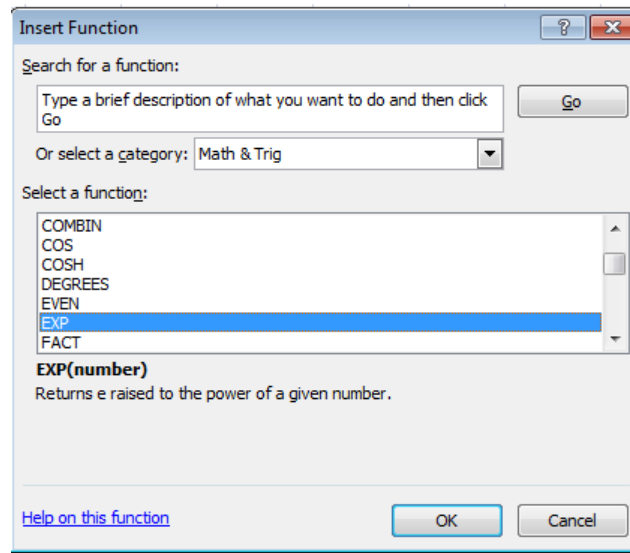 Insert Function
Search for a function:
Type a brief description of what you want to do and then click
Go
Go
Or select a category: Math & Trig
Select a function:
COMBIN
COS
COSH
DEGREES
EVEN
EXP
FACT
EXP(number)
Returns e raised to the power of a given number.
Help on this function
OK
Cancel